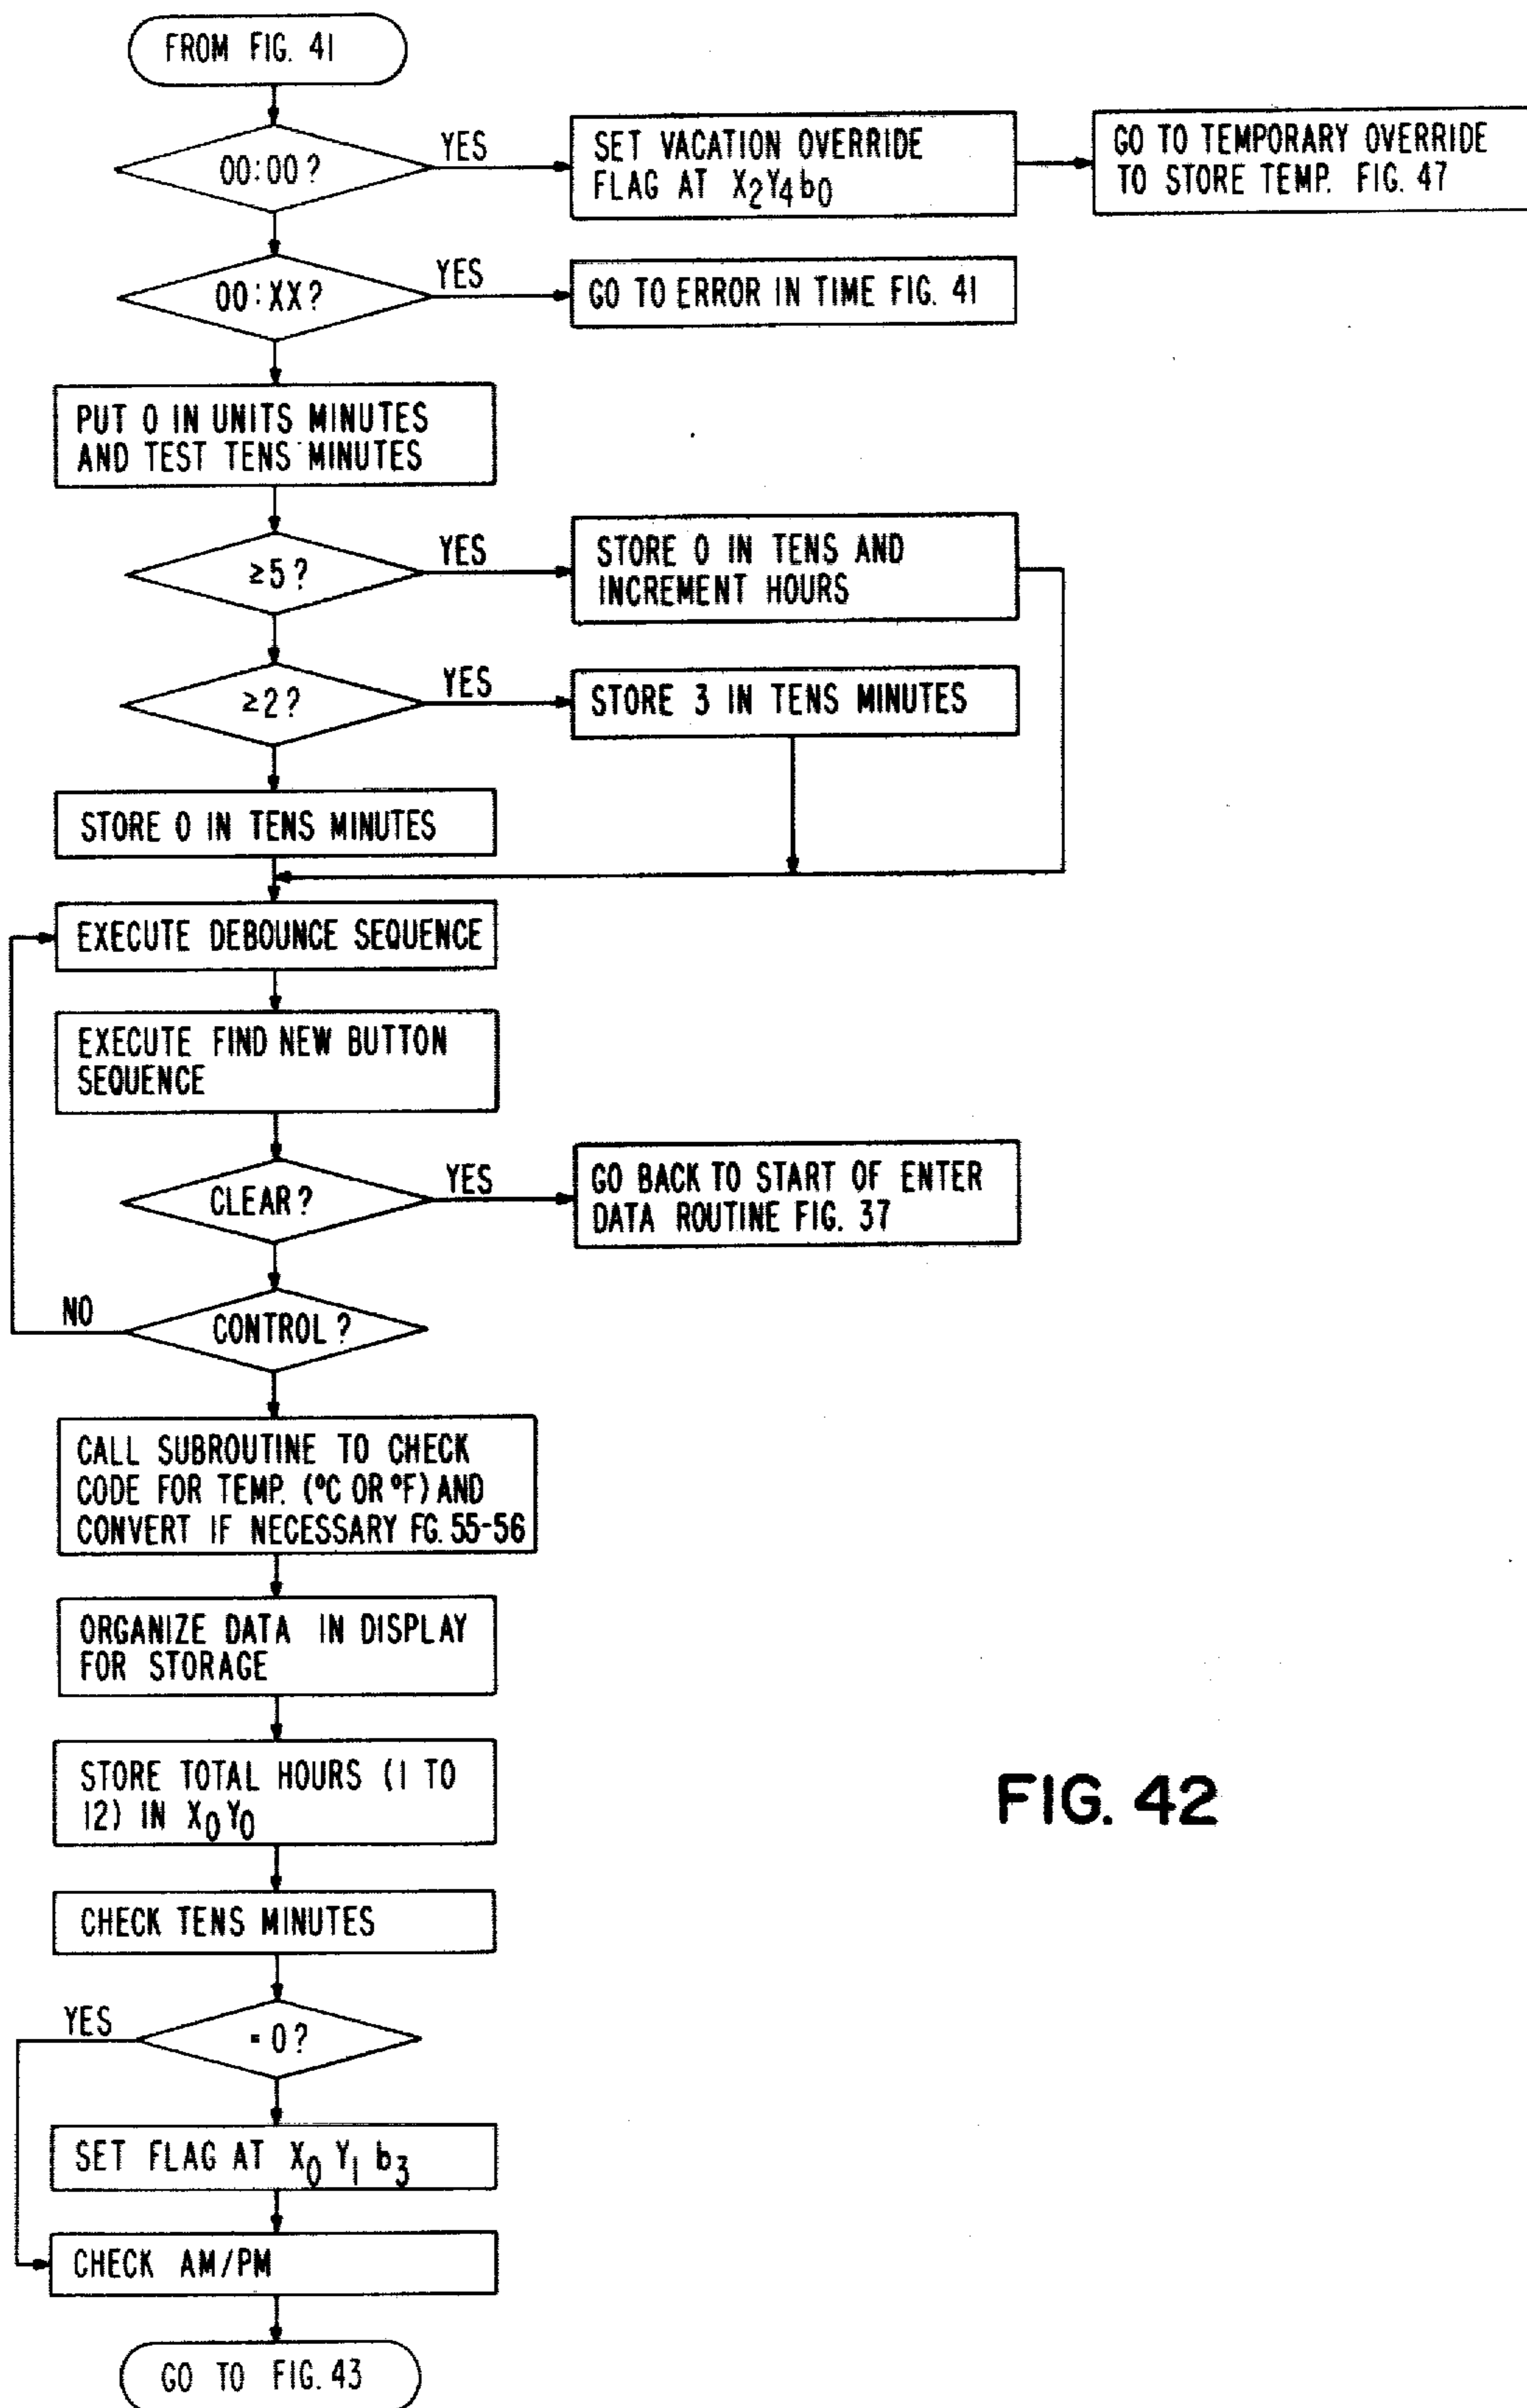 FROM FIG. 41
00:00?
YES
SET VACATION OVERRIDE
FLAG AT X₂Y₄b₀
GO TO TEMPORARY OVERRIDE
TO STORE TEMP. FIG. 47
00:XX?
YES
GO TO ERROR IN TIME FIG. 41
PUT 0 IN UNITS MINUTES
AND TEST TENS MINUTES
≥5?
YES
STORE 0 IN TENS AND
INCREMENT HOURS
≥2?
YES
STORE 3 IN TENS MINUTES
STORE 0 IN TENS MINUTES
EXECUTE DEBOUNCE SEQUENCE
EXECUTE FIND NEW BUTTON
SEQUENCE
CLEAR?
YES
GO BACK TO START OF ENTER
DATA ROUTINE FIG. 37
NO
CONTROL?
CALL SUBROUTINE TO CHECK
CODE FOR TEMP. (°C OR °F) AND
CONVERT IF NECESSARY FG. 55-56
ORGANIZE DATA IN DISPLAY
FOR STORAGE
STORE TOTAL HOURS (1 TO
12) IN X₀Y₀
CHECK TENS MINUTES
YES
=0?
SET FLAG AT X₀ Y₁ b₃
CHECK AM/PM
GO TO FIG. 43
FIG. 42